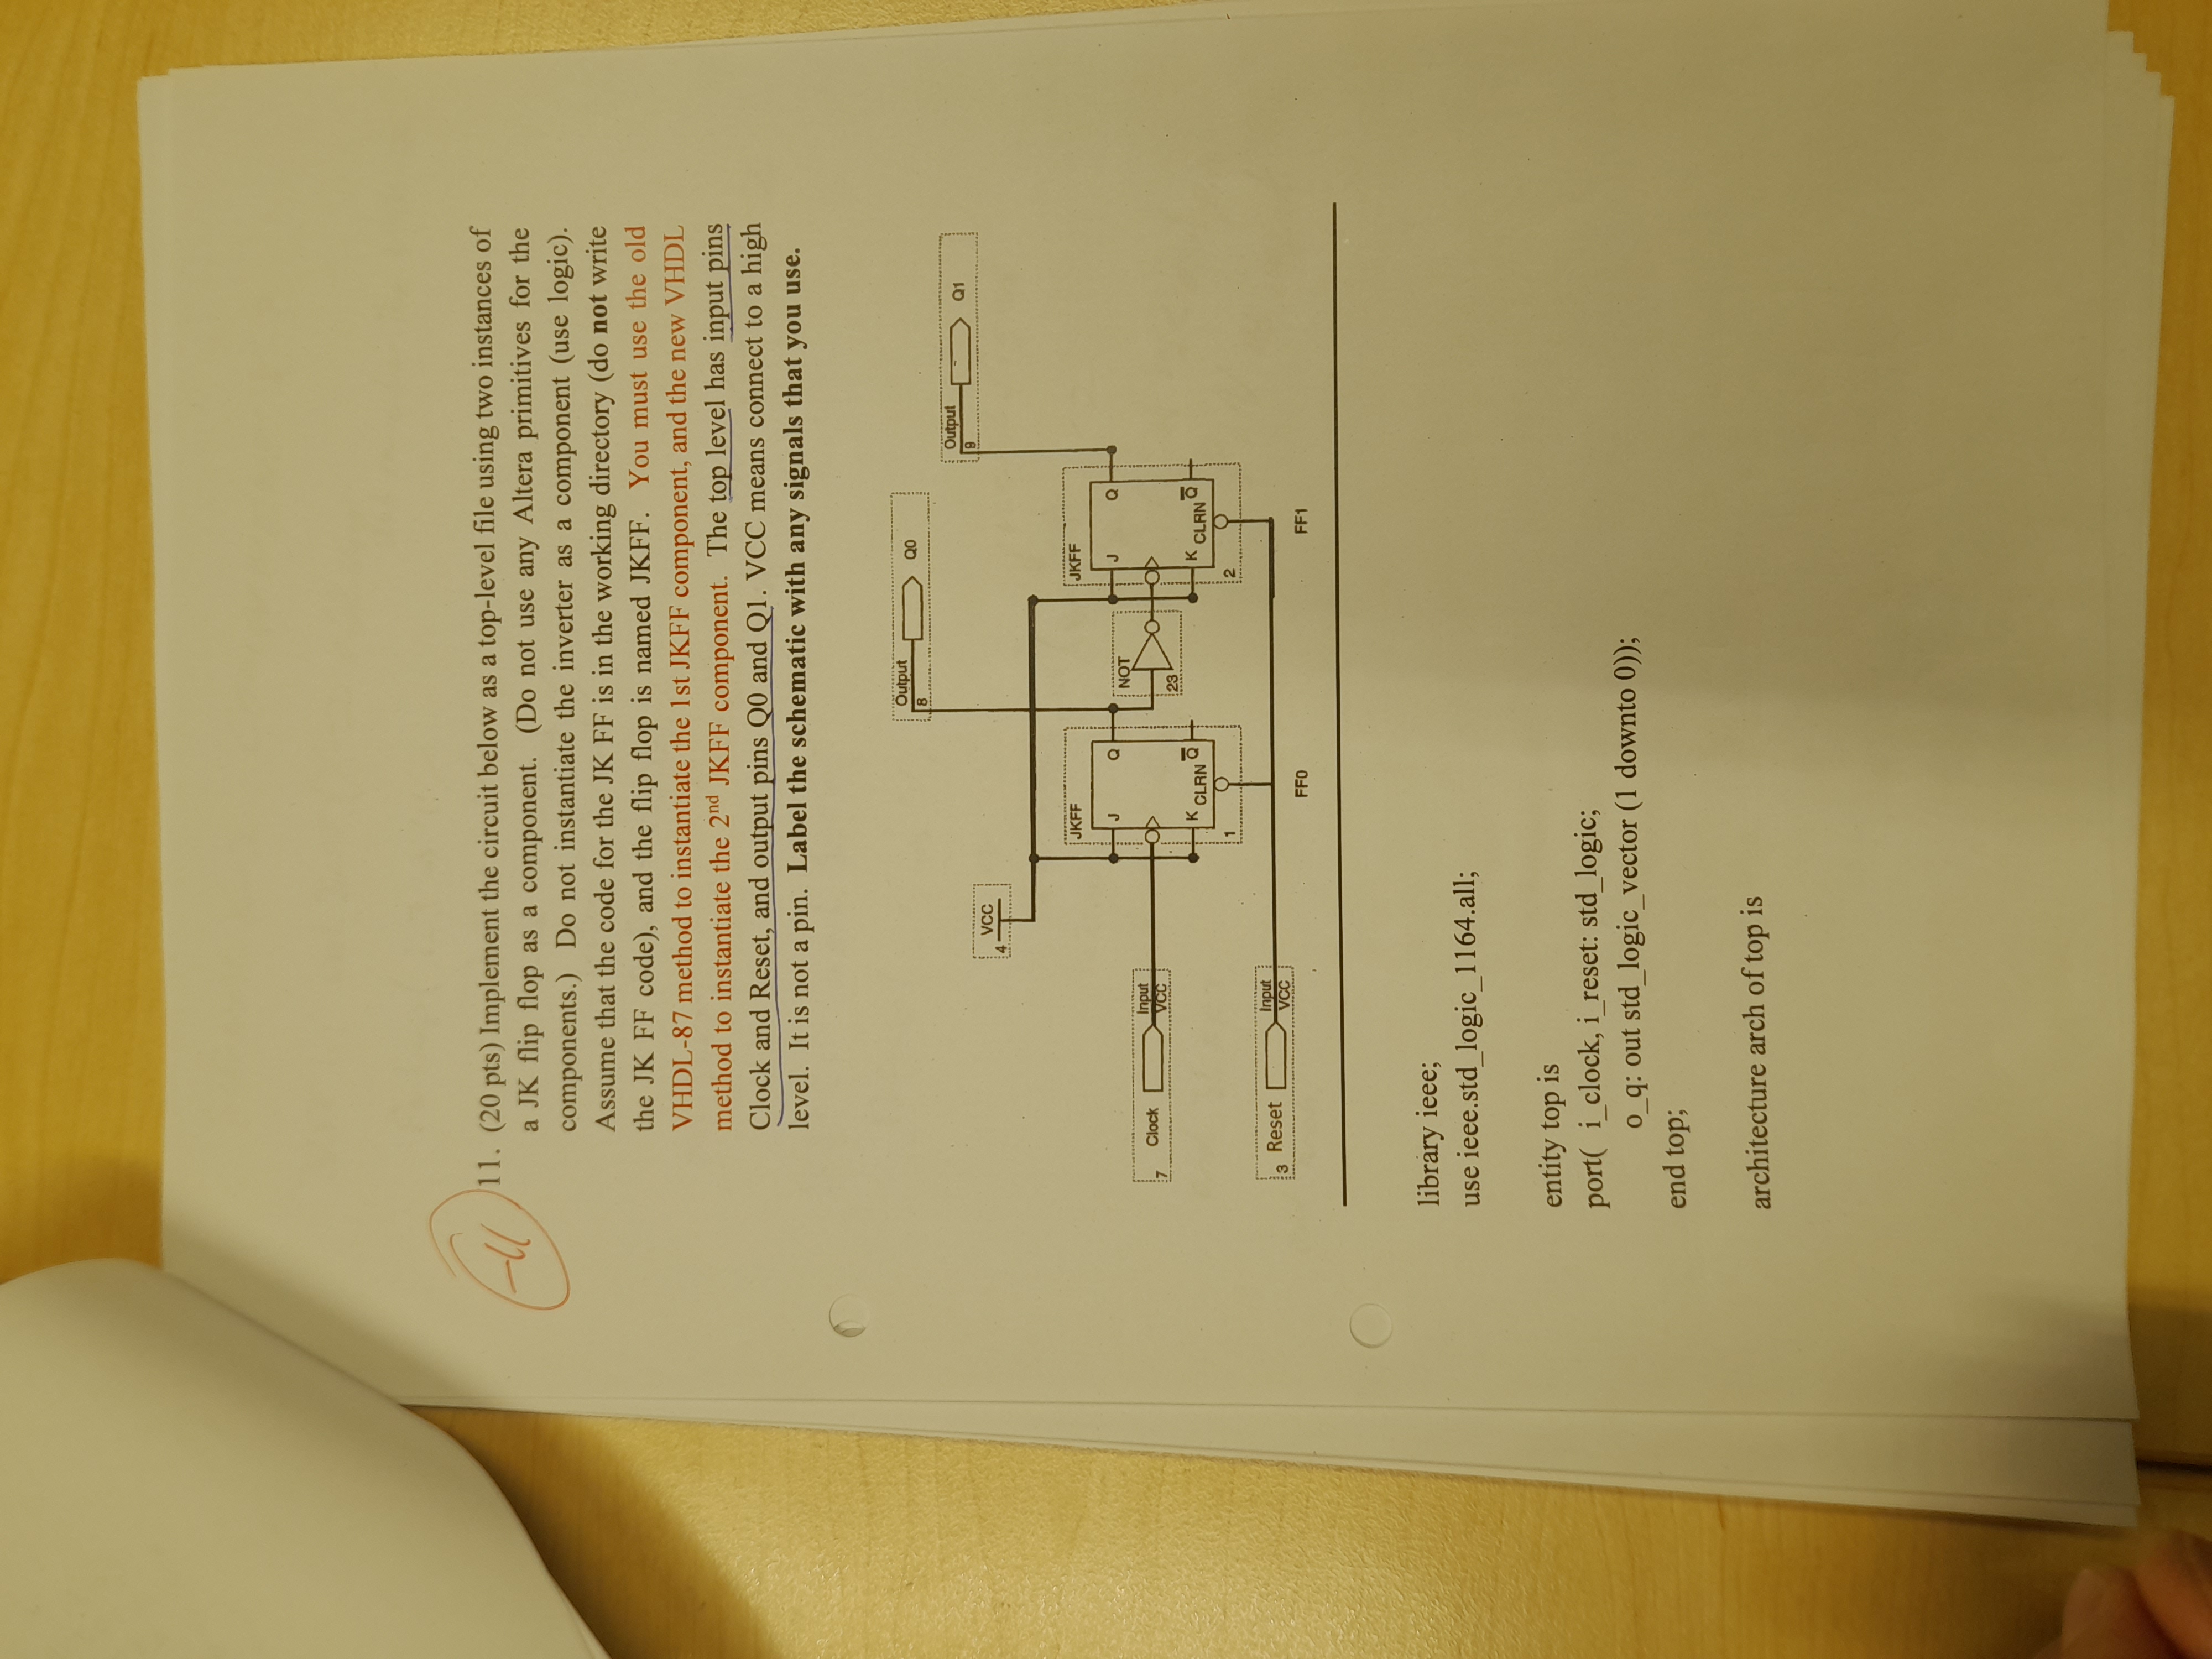 -11
11. (20 pts) Implement the circuit below as a top-level file using two instances of
a JK flip flop as a component. (Do not use any Altera primitives for the
components.) Do not instantiate the inverter as a component (use logic).
Assume that the code for the JK FF is in the working directory (do not write
the JK FF code), and the flip flop is named JKFF. You must use the old
VHDL-87 method to instantiate the 1st JKFF component, and the new VHDL
method to instantiate the 2nd JKFF component. The top level has input pins
Clock and Reset, and output pins Q0 and Q1. VCC means connect to a high
level. It is not a pin. Label the schematic with any signals that you use.
Output
Q0
8
Output
Q1
9
VCC
4
JKFF
JKFF
J Q
J Q
NOT
Clock
Input
VCC
7
23
K CLRN Q̅
K CLRN Q̅
1
2
Reset
Input
VCC
3
FF0
FF1
library ieee;
use ieee.std_logic_1164.all;
entity top is
port( i_clock, i_reset: std_logic;
o_q: out std_logic_vector (1 downto 0));
end top;
architecture arch of top is